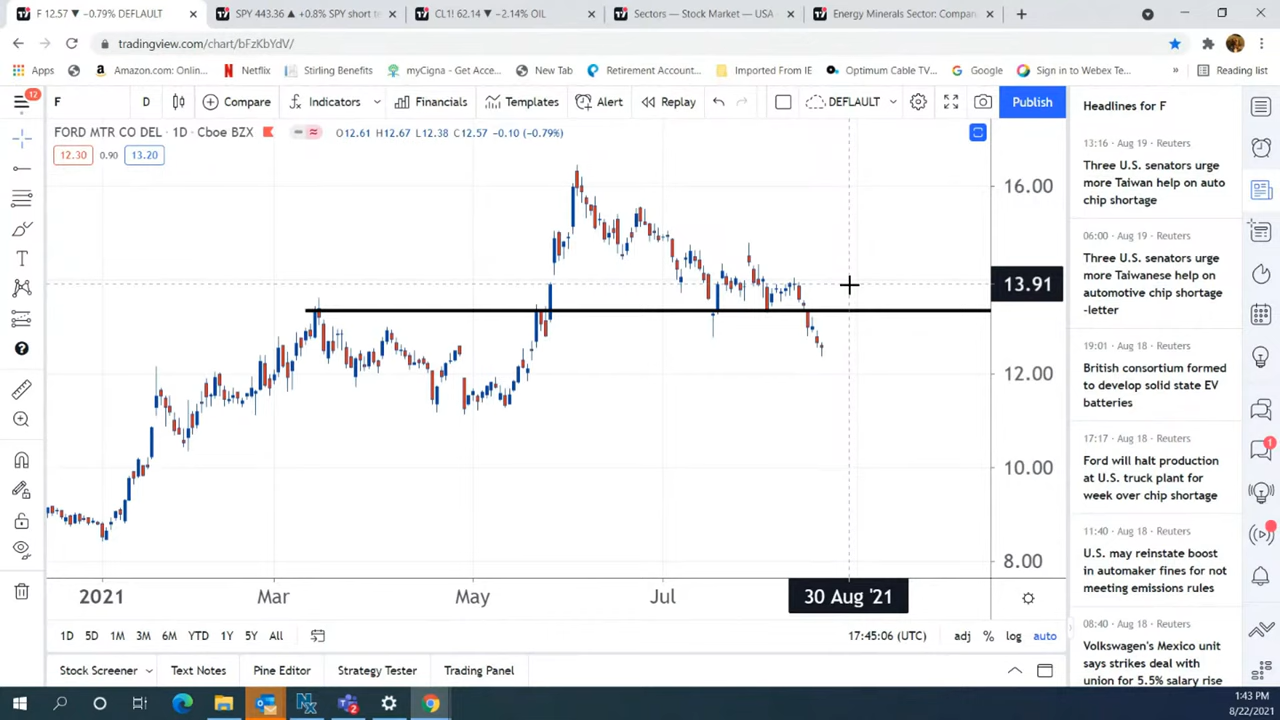 F 12.57 ▼ −0.79% DEFLAULT
SPY 443.36 ▲ +0.8% SPY short t
CL1! 62.14 ▼ −2.14% OIL
Sectors — Stock Market — USA
Energy Minerals Sector: Compan
tradingview.com/chart/bFzKbYdV/
Apps
Amazon.com: Onlin...
Netflix
Stirling Benefits
myCigna - Get Acce...
New Tab
Retirement Account...
Imported From IE
Optimum Cable TV...
Google
Sign in to Webex Te...
»
Reading list
12
F
D
Compare
Indicators
Financials
Templates
Alert
Replay
DEFLAULT
Publish
FORD MTR CO DEL · 1D · Cboe BZX
O12.61 H12.67 L12.38 C12.57 −0.10 (−0.79%)
12.30 0.90 13.20
16.00
13.91
12.00
10.00
8.00
2021
Mar
May
Jul
30 Aug '21
1D 5D 1M 3M 6M YTD 1Y 5Y All
17:45:06 (UTC)
adj % log auto
Stock Screener
Text Notes
Pine Editor
Strategy Tester
Trading Panel
Headlines for F
13:16 · Aug 19 · Reuters
Three U.S. senators urge
more Taiwan help on auto
chip shortage
06:00 · Aug 19 · Reuters
Three U.S. senators urge
more Taiwanese help on
automotive chip shortage
-letter
19:01 · Aug 18 · Reuters
British consortium formed
to develop solid state EV
batteries
17:17 · Aug 18 · Reuters
Ford will halt production
at U.S. truck plant for
week over chip shortage
11:40 · Aug 18 · Reuters
U.S. may reinstate boost
in automaker fines for not
meeting emissions rules
08:40 · Aug 18 · Reuters
Volkswagen's Mexico unit
says strikes deal with
union for 5.5% salary rise
1
1:43 PM
8/22/2021